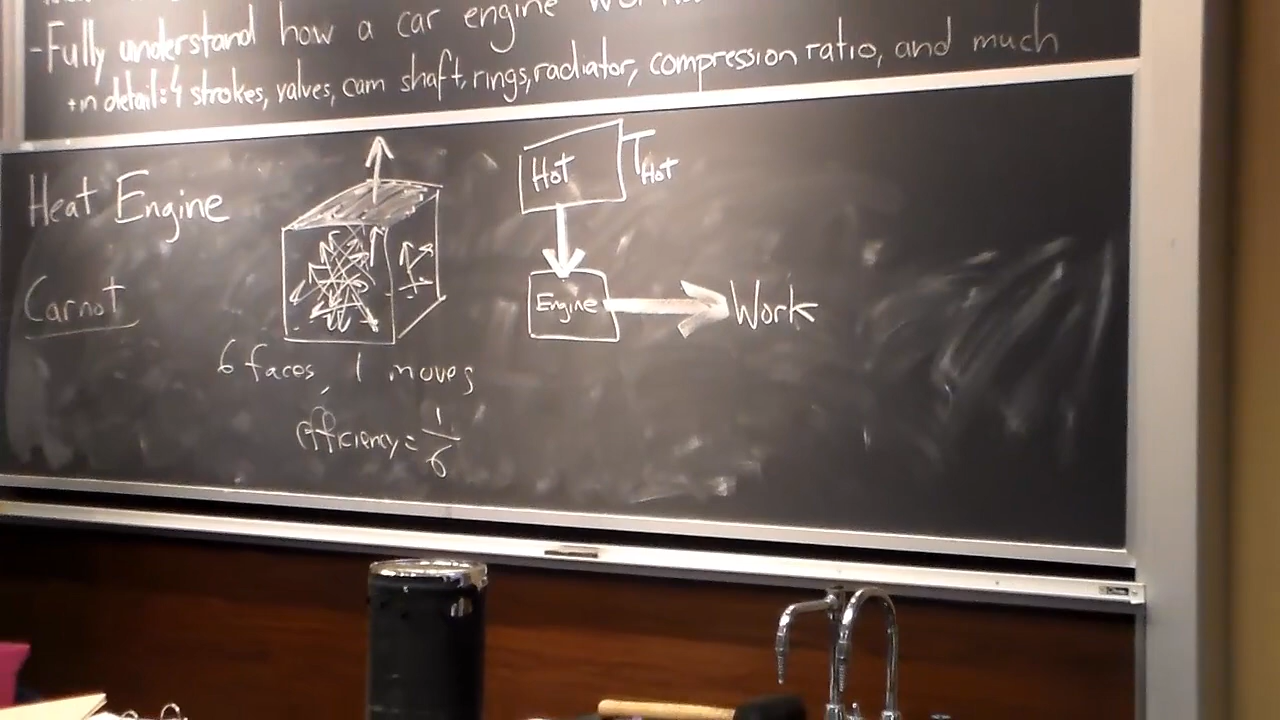 -Fully understand how a car engine
+in detail: 4 strokes, valves, cam shaft, rings, radiator, compression ratio, and much
Heat Engine
Carnot
6 faces, 1 moves
efficiency = 1/6
Hot
T Hot
Engine
Work